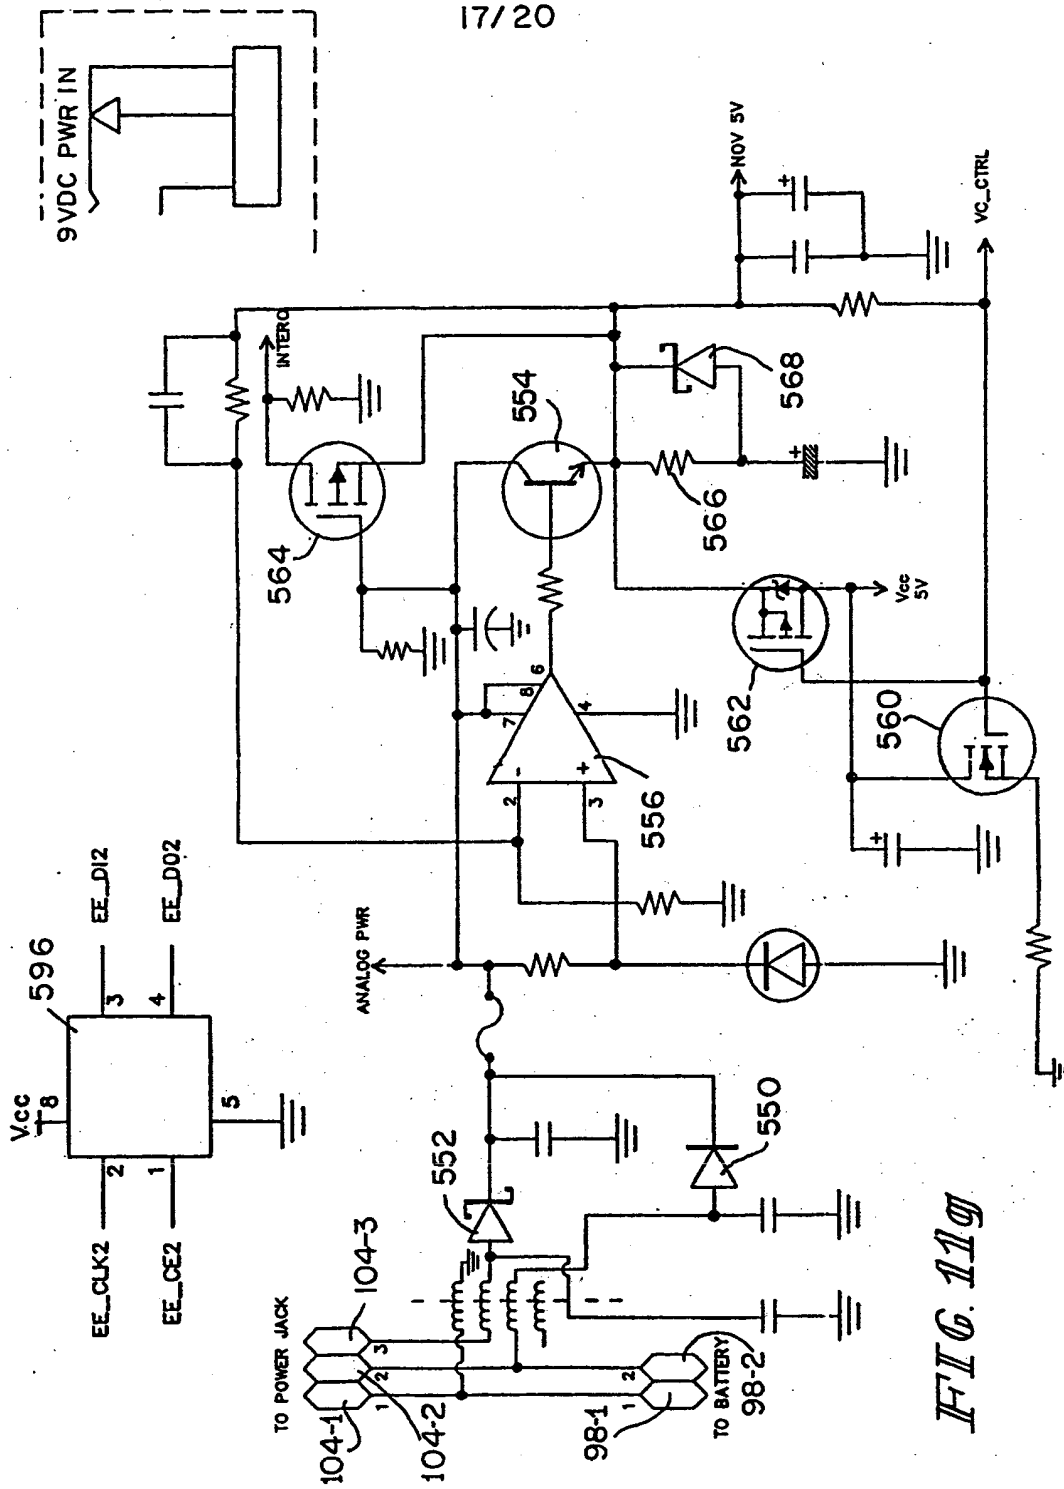 17/20
9VDC PWR IN
596
Vcc
8
EE_CLK2
2
EE_CE2
1
3
EE_DI2
4
EE_DO2
5
TO POWER JACK
104-1
104-2
104-3
1
2
3
1
2
98-1
98-2
TO BATTERY
552
550
ANALOG PWR
2
-
3
+
7
8
6
4
556
564
INTERO
554
566
568
+
562
Vcc
5V
560
+
NOV 5V
+
VC_CTRL
FIG. 11g